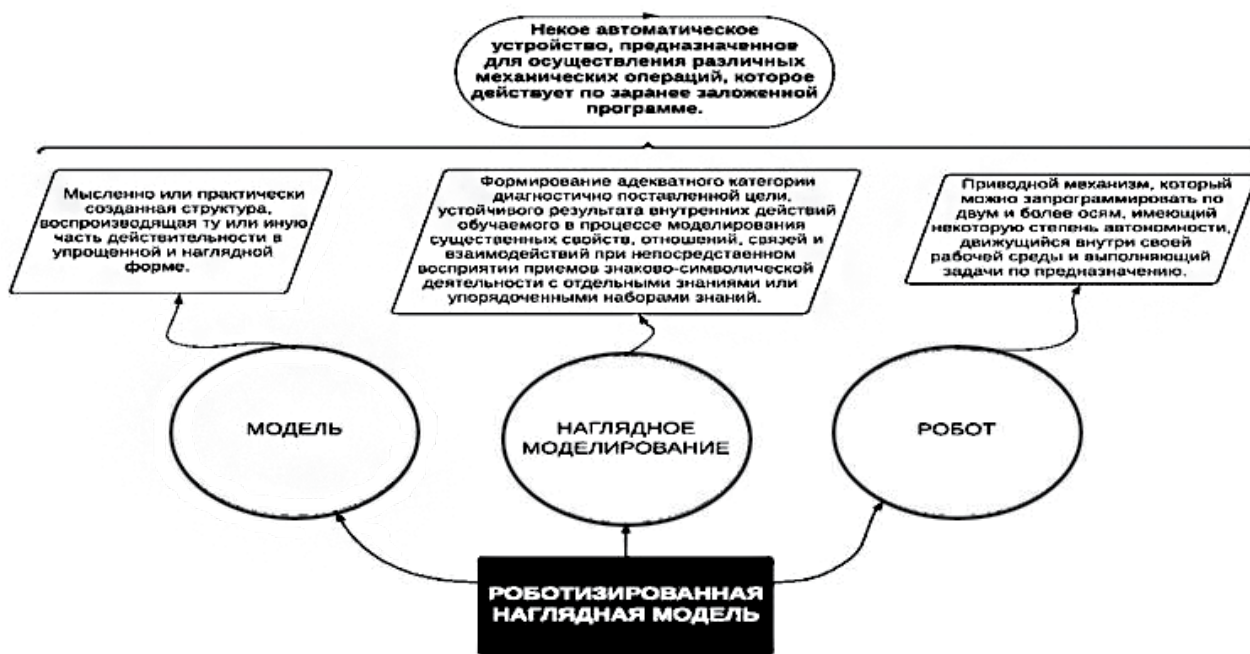 Некое автоматическое
устройство, предназначенное
для осуществления различных
механических операций, которое
действует по заранее заложенной
программе.
Мысленно или практически
созданная структура,
воспроизводящая ту или иную
часть действительности в
упрощенной и наглядной
форме.
Формирование адекватного категории
диагностично поставленной цели,
устойчивого результата внутренних действий
обучаемого в процессе моделирования
существенных свойств, отношений, связей и
взаимодействий при непосредственном
восприятии приемов знаково-символической
деятельности с отдельными знаниями или
упорядоченными наборами знаний.
Приводной механизм, который
можно запрограммировать по
двум и более осям, имеющий
некоторую степень автономности,
движущийся внутри своей
рабочей среды и выполняющий
задачи по предназначению.
МОДЕЛЬ
НАГЛЯДНОЕ
МОДЕЛИРОВАНИЕ
РОБОТ
РОБОТИЗИРОВАННАЯ
НАГЛЯДНАЯ МОДЕЛЬ